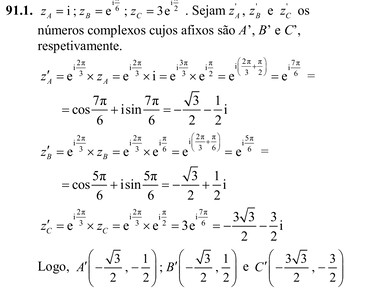 91.1. z_A = i ; z_B = e^{i π/6} ; z_C = 3e^{i π/2} . Sejam z'_A, z'_B e z'_C os
números complexos cujos afixos são A', B' e C',
respetivamente.
z'_A = e^{i 2π/3} × z_A = e^{i 2π/3} × i = e^{i 3π/3} × e^{i π/2} = e^{i(2π/3 + π/2)} = e^{i 7π/6} =
= cos 7π/6 + i sin 7π/6 = −√3/2 − 1/2 i
z'_B = e^{i 2π/3} × z_B = e^{i 2π/3} × e^{i π/6} = e^{i(2π/3 + π/6)} = e^{i 5π/6} =
= cos 5π/6 + i sin 5π/6 = −√3/2 + 1/2 i
z'_C = e^{i 2π/3} × z_C = e^{i 2π/3} × e^{i π/2} = 3e^{i 7π/6} = −3√3/2 − 3/2 i
Logo, A'(−√3/2, −1/2) ; B'(−√3/2, 1/2) e C'(−3√3/2, −3/2)